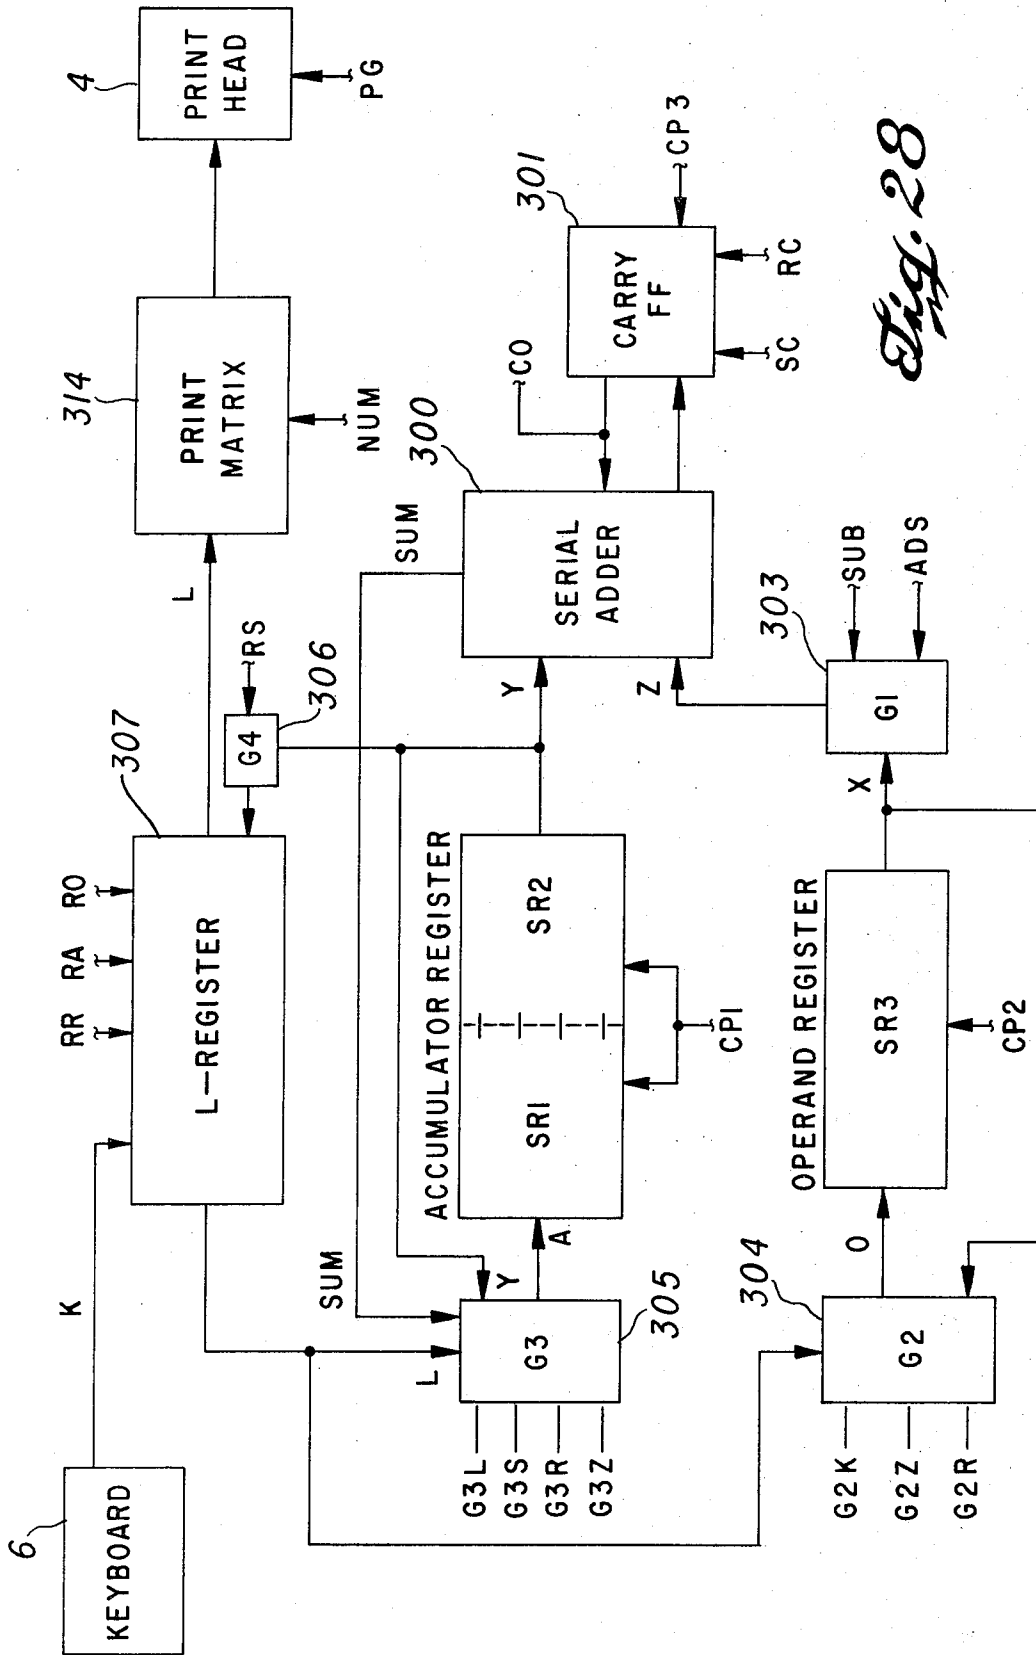 6
KEYBOARD
K
RR
RA
RO
307
L-REGISTER
L
314
PRINT
MATRIX
NUM
4
PRINT
HEAD
PG
G4
RS
306
SUM
SUM
L
Y
G3
305
G3L
G3S
G3R
G3Z
A
ACCUMULATOR REGISTER
SR1
SR2
CP1
Y
Z
300
SERIAL
ADDER
CO
301
CARRY
FF
CP3
SC
RC
304
G2
G2K
G2Z
G2R
O
OPERAND REGISTER
SR3
CP2
X
303
G1
SUB
ADS
Fig. 28